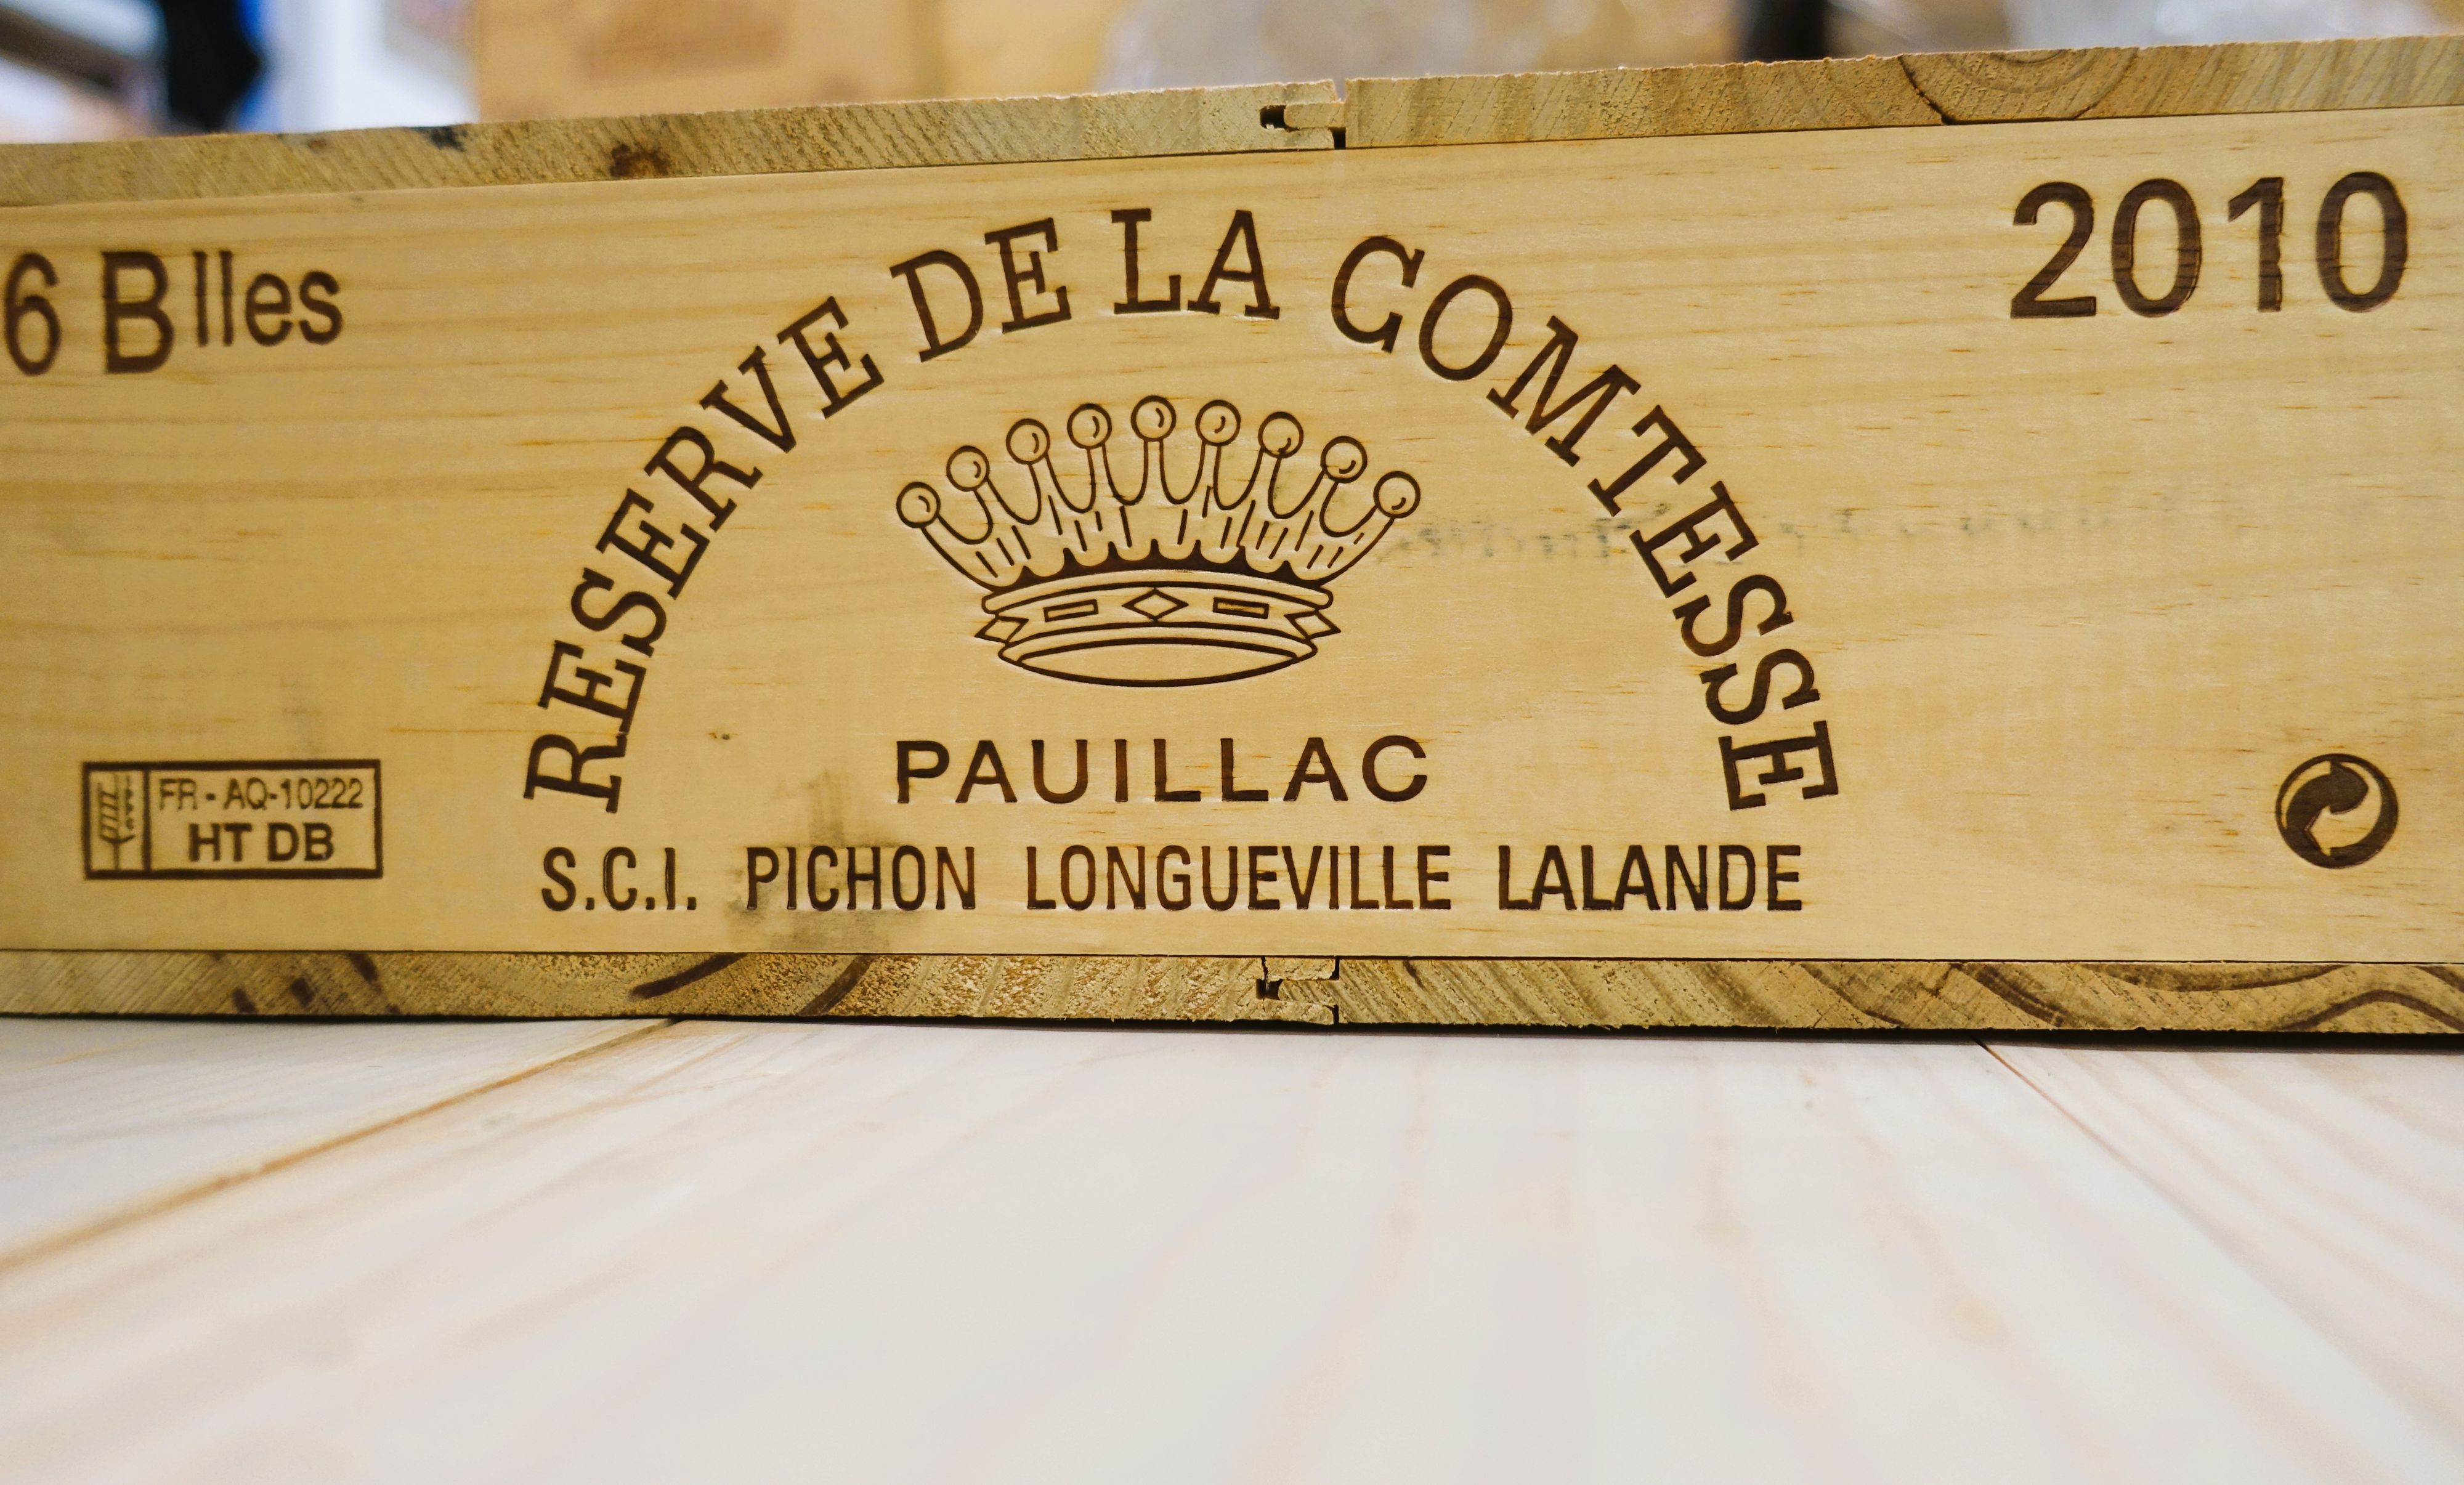 6 Blles
2010
RESERVE DE LA COMTESSE
PAUILLAC
S.C.I. PICHON LONGUEVILLE LALANDE
FR - AQ-10222
HT DB